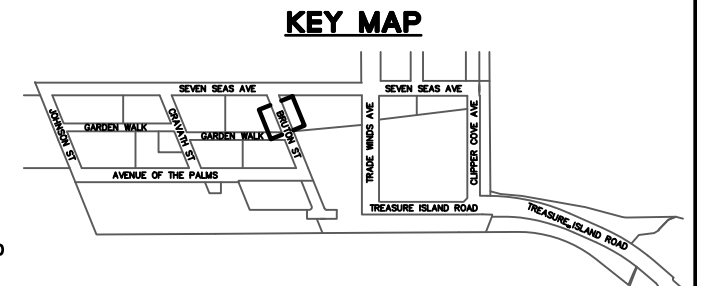 KEY MAP
SEVEN SEAS AVE
SEVEN SEAS AVE
JOHNSON ST
GARDEN WALK
CRAVATH ST
GARDEN WALK
BRUTON ST
TRADE WINDS AVE
CLIPPER COVE AVE
AVENUE OF THE PALMS
TREASURE ISLAND ROAD
TREASURE ISLAND ROAD